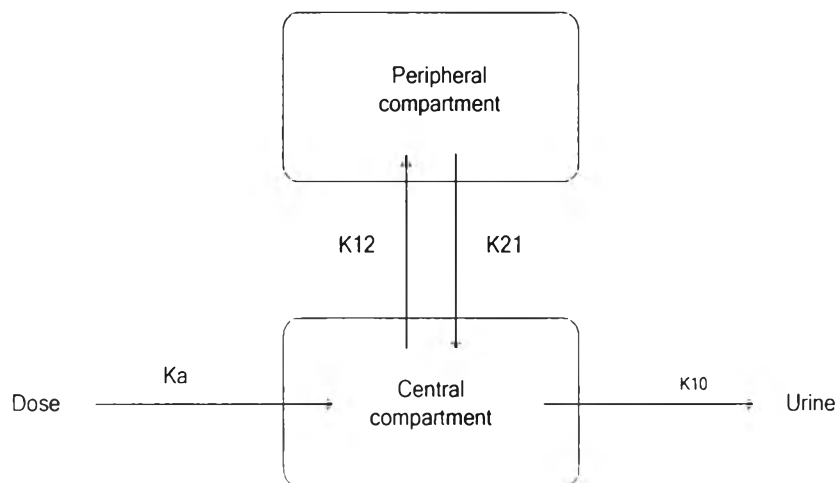 Peripheral
compartment
K12
K21
Ka
K10
Dose
Central
compartment
Urine